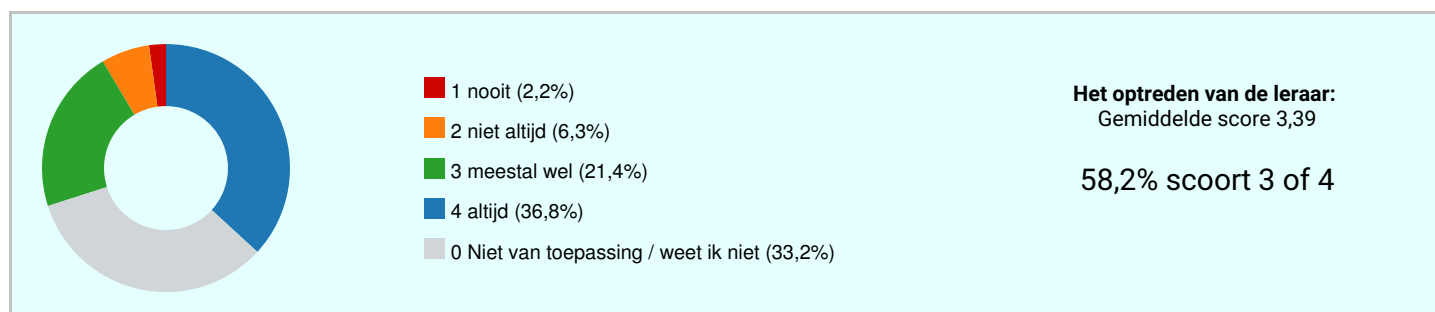 1 nooit (2,2%)
2 niet altijd (6,3%)
3 meestal wel (21,4%)
4 altijd (36,8%)
0 Niet van toepassing / weet ik niet (33,2%)
Het optreden van de leraar:
Gemiddelde score 3,39
58,2% scoort 3 of 4